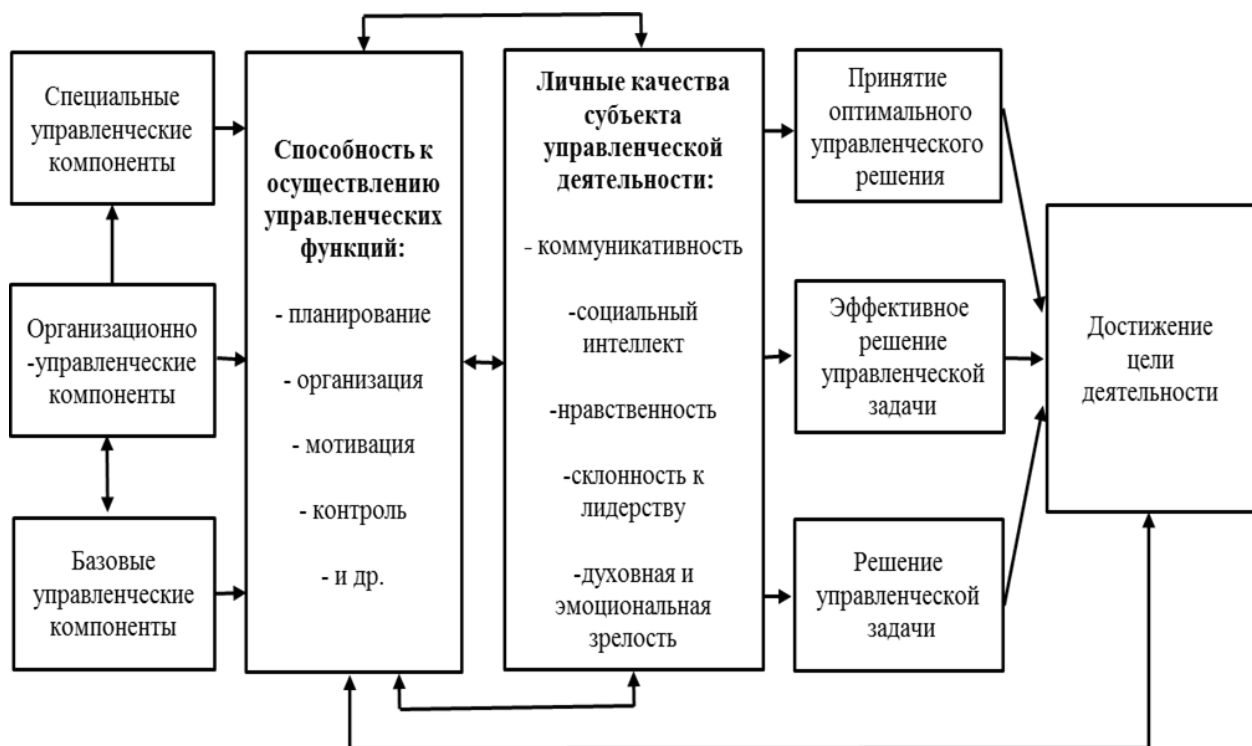 Специальные
управленческие
компоненты
Организационно
-управленческие
компоненты
Базовые
управленческие
компоненты
Способность к
осуществлению
управленческих
функций:
- планирование
- организация
- мотивация
- контроль
- и др.
Личные качества
субъекта
управленческой
деятельности:
- коммуникативность
-социальный
интеллект
-нравственность
-склонность к
лидерству
-духовная и
эмоциональная
зрелость
Принятие
оптимального
управленческого
решения
Эффективное
решение
управленческой
задачи
Решение
управленческой
задачи
Достижение
цели
деятельности